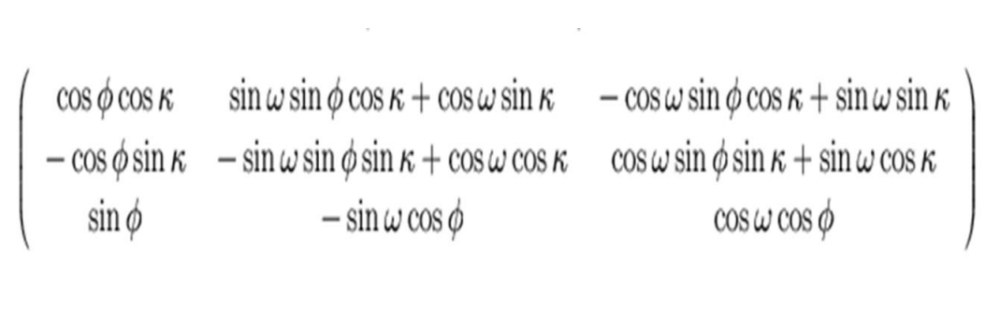 cos ϕ cos κ sin ω sin ϕ cos κ + cos ω sin κ − cos ω sin ϕ cos κ + sin ω sin κ
− cos ϕ sin κ − sin ω sin ϕ sin κ + cos ω cos κ cos ω sin ϕ sin κ + sin ω cos κ
sin ϕ − sin ω cos ϕ cos ω cos ϕ